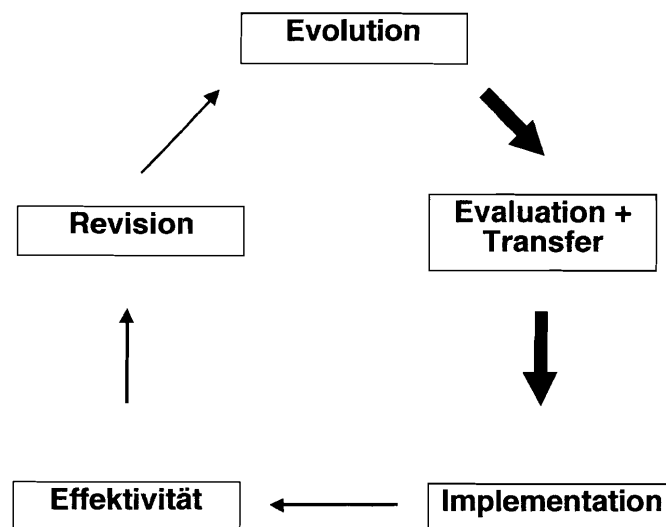 Evolution
Evaluation +
Transfer
Implementation
Effektivität
Revision